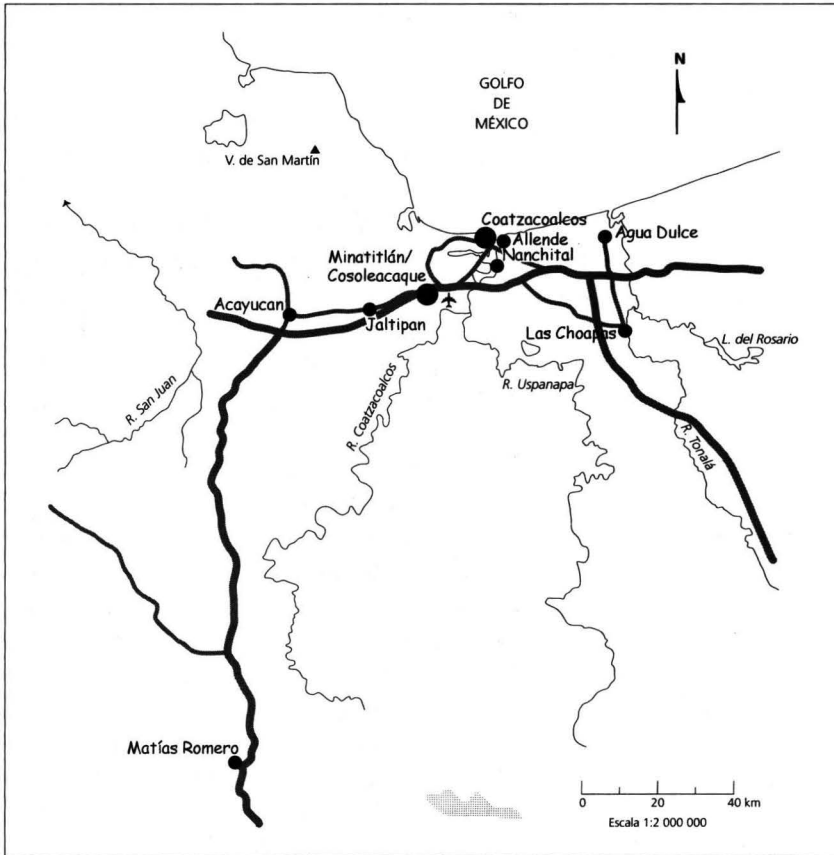 GOLFO
DE
MÉXICO
N
V. de San Martín
Coatzacoalcos
Allende
Agua Dulce
Nanchital
Minatitlán/
Cosoleacaque
Acayucan
Jaltipan
Las Choapas
L. del Rosario
R. San Juan
R. Coatzacoalcos
R. Uspanapa
R. Tonalá
Matías Romero
0 20 40 km
Escala 1:2 000 000